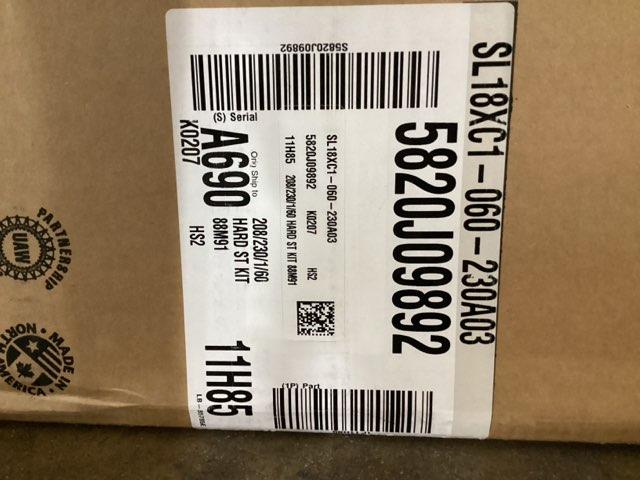 SL18XC1-060-230A03
5820J09892
SL18XC1-060-230A03
5820J09892 K0207 HS2
11H85 208/230/1/60 HARD ST KIT 88M91
S5820J09892
(S) Serial
Orig Ship to
A690
K0207
208/230/1/60
HARD ST KIT
88M91
HS2
11H85
(1P) Part
PARTNERSHIP
UAW
MADE IN
NORTH AMERICA